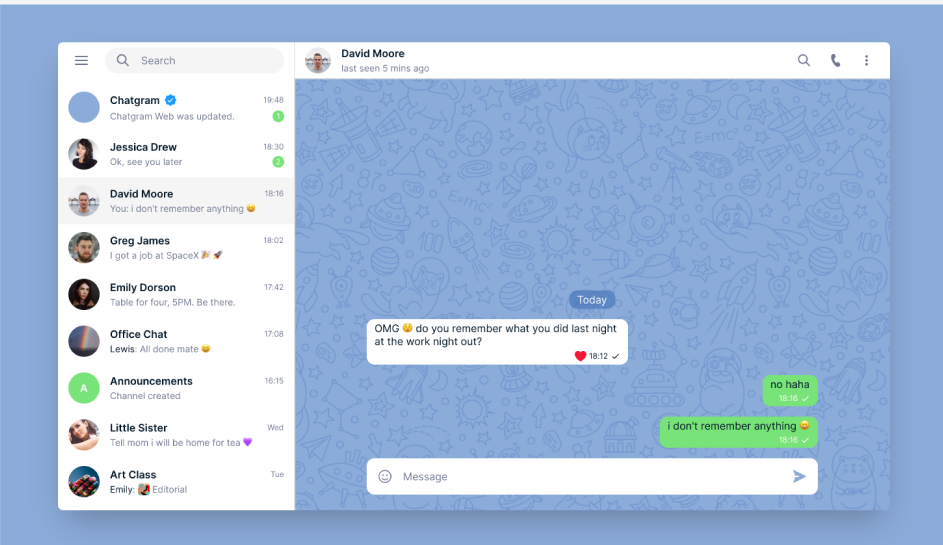 Search
Chatgram 19:48
Chatgram Web was updated. 1
Jessica Drew 18:30
Ok, see you later 2
David Moore 18:16
You: i don't remember anything 😄
Greg James 18:02
I got a job at SpaceX 🎉 🚀
Emily Dorson 17:42
Table for four, 5PM. Be there.
Office Chat 17:08
Lewis: All done mate 😄
A
Announcements 16:15
Channel created
Little Sister Wed
Tell mom i will be home for tea 💜
Art Class Tue
Emily: Editorial
David Moore
last seen 5 mins ago
E=mc²
E=mc²
Today
OMG 😲 do you remember what you did last night
at the work night out?
❤️ 18:12 ✓
no haha
18:16 ✓
i don't remember anything 😄
18:16 ✓
Message